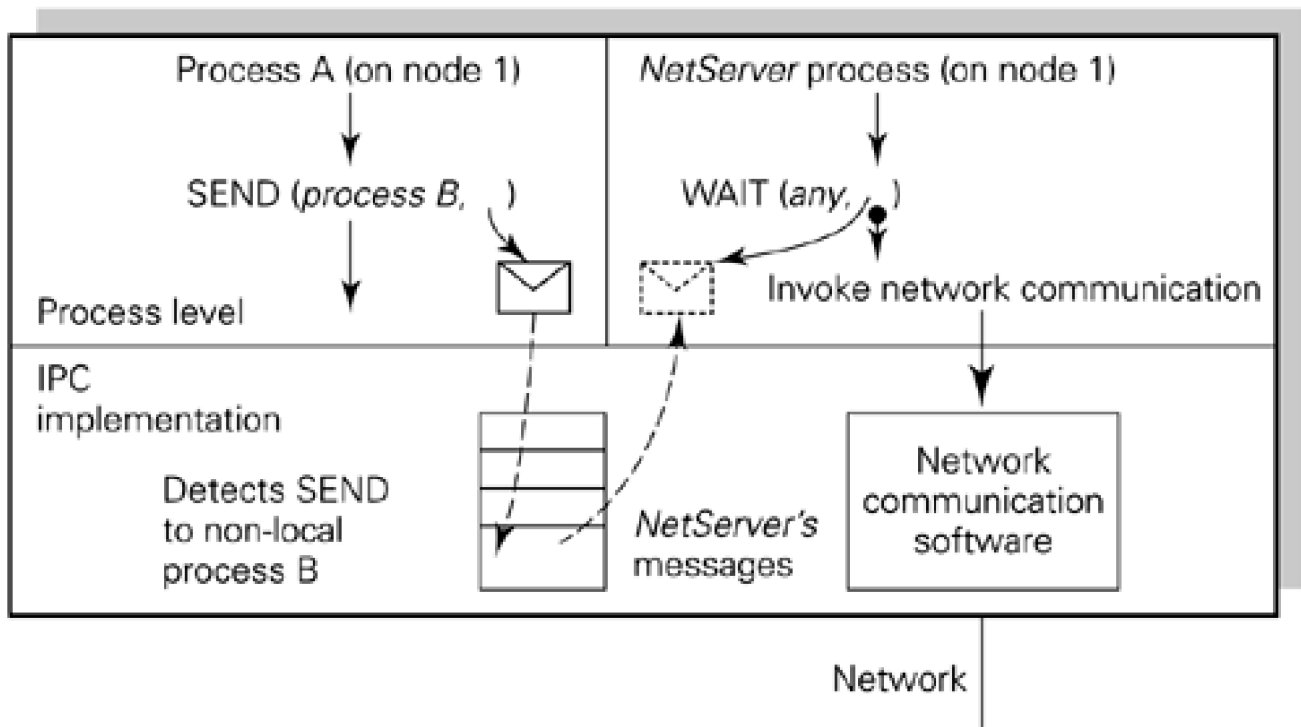 Process A (on node 1)
SEND (process B, )
Process level
NetServer process (on node 1)
WAIT (any, )
Invoke network communication
IPC
implementation
Detects SEND
to non-local
process B
NetServer's
messages
Network
communication
software
Network